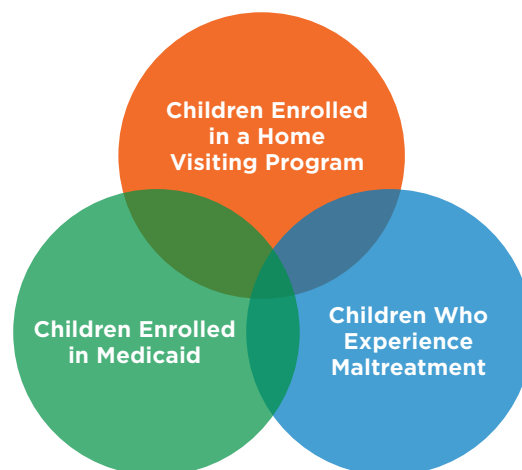 Children Enrolled
in a Home
Visiting Program
Children Enrolled
in Medicaid
Children Who
Experience
Maltreatment